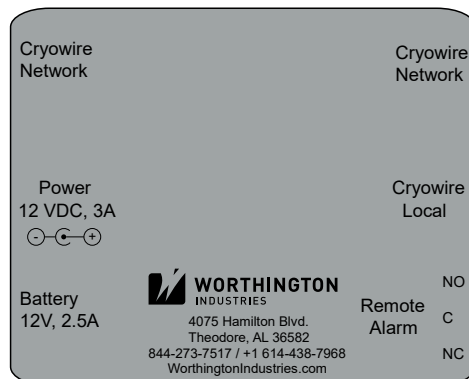 Cryowire
Network
Cryowire
Network
Power
12 VDC, 3A
- +
Cryowire
Local
Battery
12V, 2.5A
WORTHINGTON
INDUSTRIES
4075 Hamilton Blvd.
Theodore, AL 36582
844-273-7517 / +1 614-438-7968
WorthingtonIndustries.com
Remote
Alarm
NO
C
NC